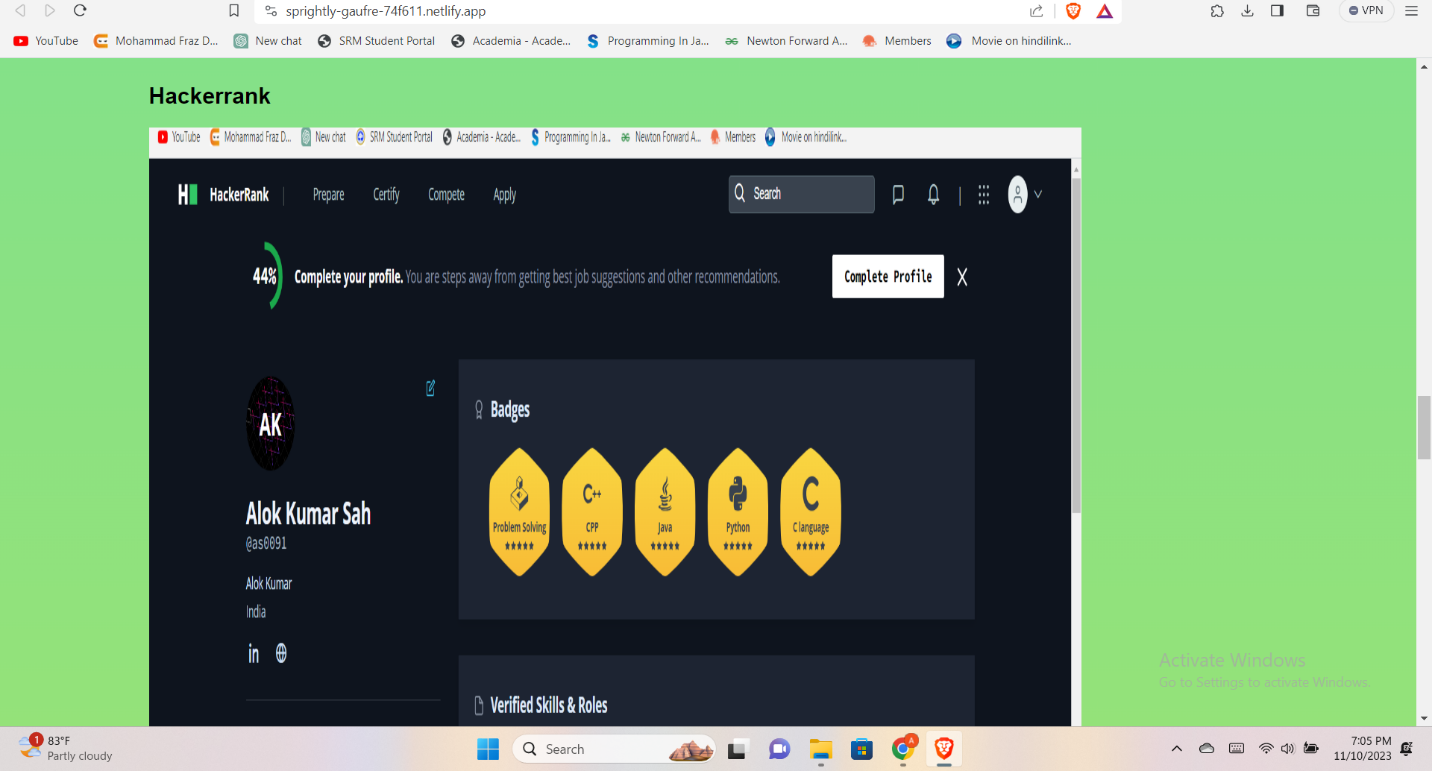 sprightly-gaufre-74f611.netlify.app
VPN
YouTube
Mohammad Fraz D...
New chat
SRM Student Portal
Academia - Acade...
Programming In Ja...
Newton Forward A...
Members
Movie on hindilink...
Hackerrank
YouTube
Mohammad Fraz D...
New chat
SRM Student Portal
Academia - Acade...
Programming In Ja...
Newton Forward A...
Members
Movie on hindilink...
H
HackerRank
Prepare
Certify
Compete
Apply
Search
44%
Complete your profile. You are steps away from getting best job suggestions and other recommendations.
Complete Profile
AK
Alok Kumar Sah
@as0091
Alok Kumar
India
in
Badges
Problem Solving
C++
CPP
Java
Python
C
C language
Verified Skills & Roles
Activate Windows
Go to Settings to activate Windows.
1
83°F
Partly cloudy
Search
A
7:05 PM
11/10/2023